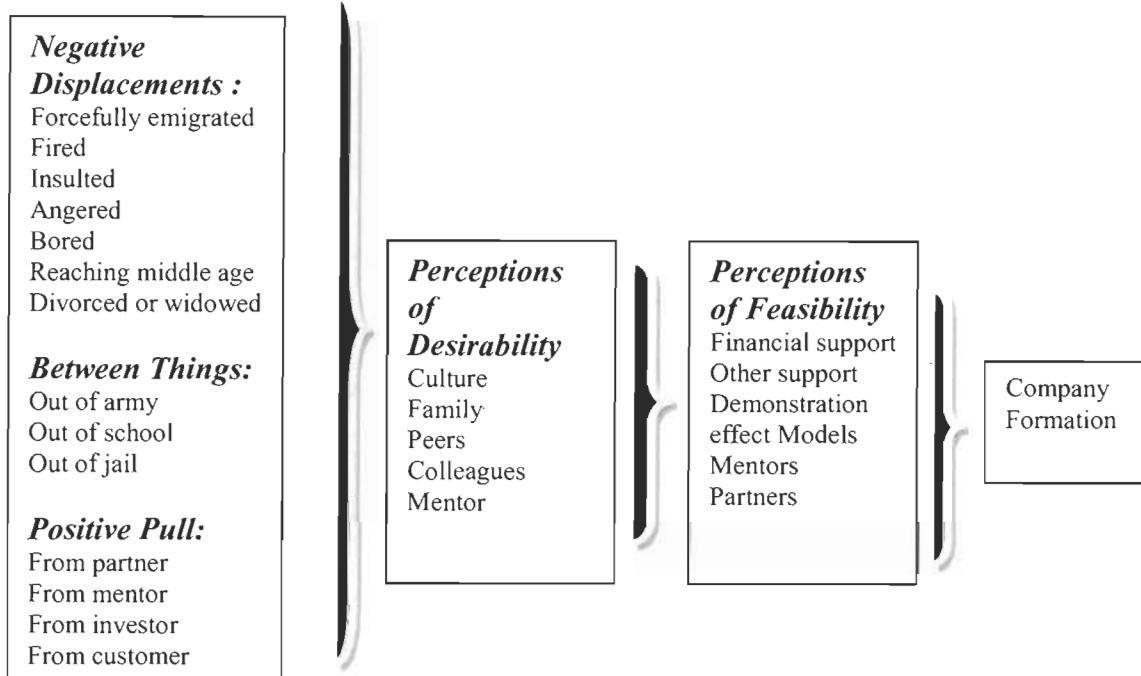 Negative
Displacements :
Forcefully emigrated
Fired
Insulted
Angered
Bored
Reaching middle age
Divorced or widowed
Between Things:
Out of army
Out of school
Out of jail
Positive Pull:
From partner
From mentor
From investor
From customer
Perceptions
of
Desirability
Culture
Family
Peers
Colleagues
Mentor
Perceptions
of Feasibility
Financial support
Other support
Demonstration
effect Models
Mentors
Partners
Company
Formation